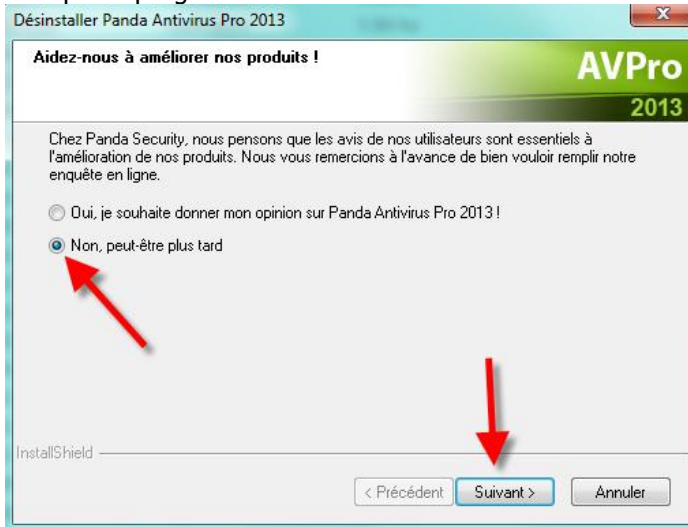 Désinstaller Panda Antivirus Pro 2013
Aidez-nous à améliorer nos produits !
AVPro
2013
Chez Panda Security, nous pensons que les avis de nos utilisateurs sont essentiels à
l'amélioration de nos produits. Nous vous remercions à l'avance de bien vouloir remplir notre
enquête en ligne.
Oui, je souhaite donner mon opinion sur Panda Antivirus Pro 2013 !
Non, peut-être plus tard
InstallShield
< Précédent
Suivant >
Annuler